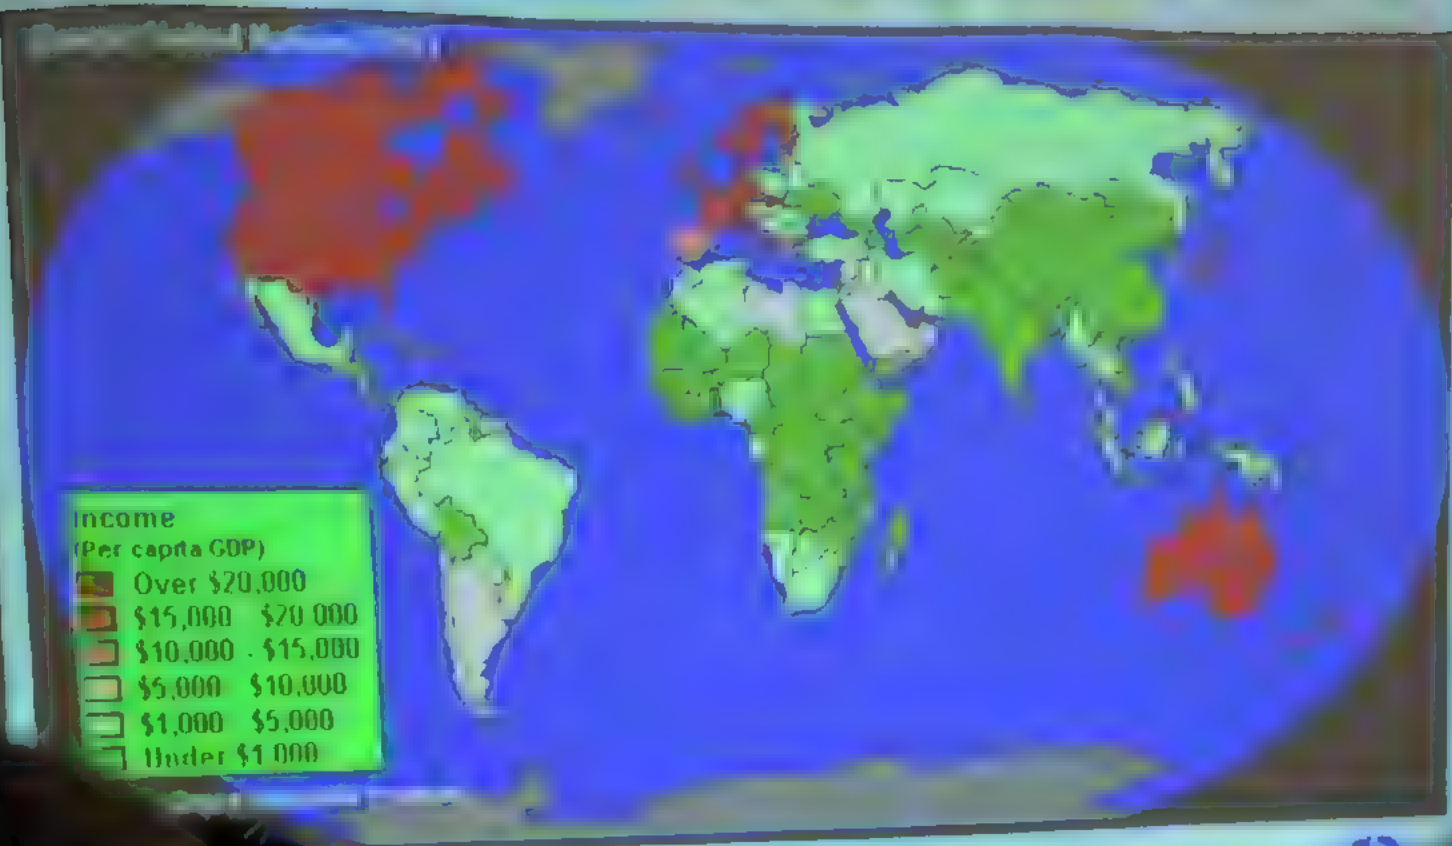 Income
(Per capita GDP)
Over $20,000
$15,000 $20 000
$10,000 - $15,000
$5,000 $10,000
$1,000 $5,000
Under $1 000